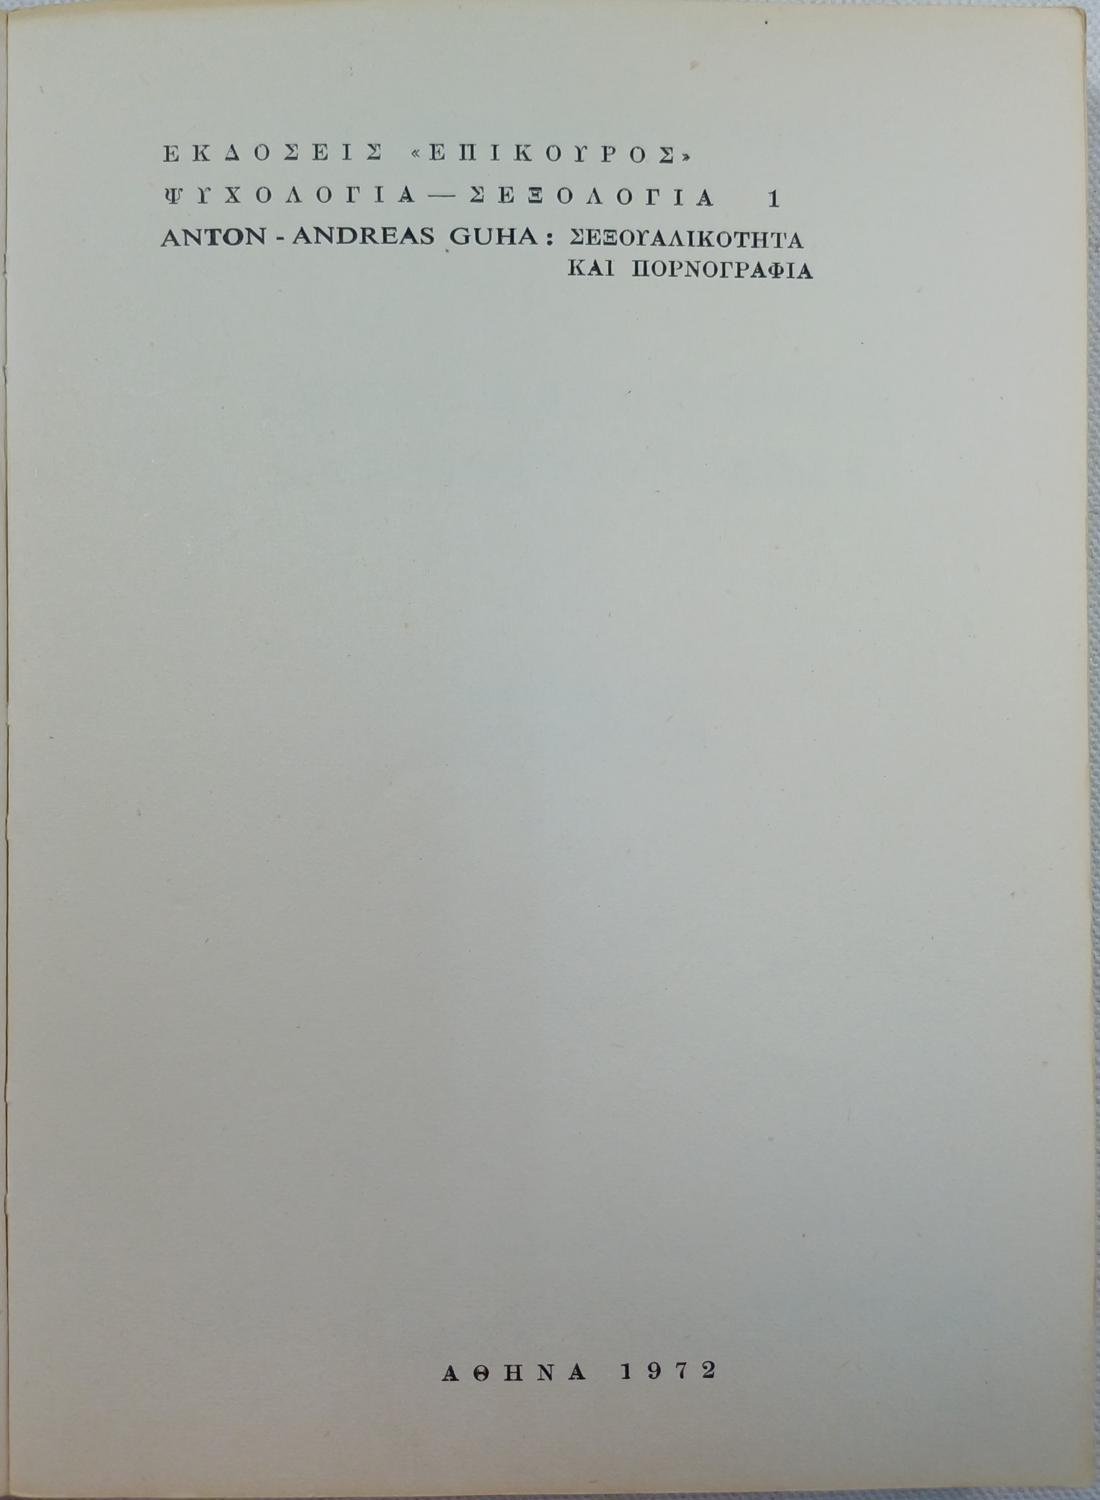 ΕΚΔΟΣΕΙΣ «ΕΠΙΚΟΥΡΟΣ»
ΨΥΧΟΛΟΓΙΑ — ΣΕΞΟΛΟΓΙΑ 1
ANTON - ANDREAS GUHA: ΣΕΞΟΥΑΛΙΚΟΤΗΤΑ
ΚΑΙ ΠΟΡΝΟΓΡΑΦΙΑ
ΑΘΗΝΑ 1972